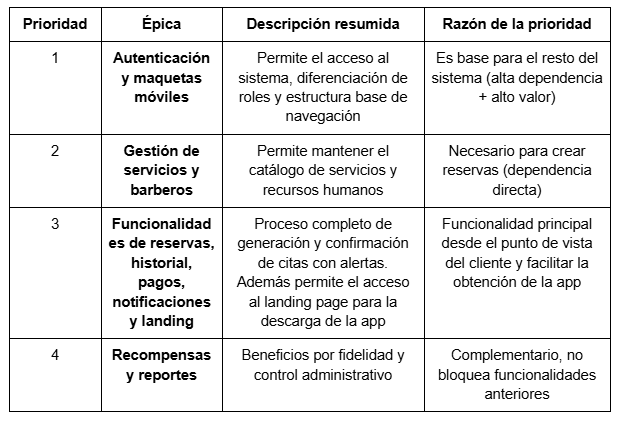 Prioridad Épica Descripción resumida Razón de la prioridad
1 Autenticación y maquetas móviles Permite el acceso al sistema, diferenciación de roles y estructura base de navegación Es base para el resto del sistema (alta dependencia + alto valor)
2 Gestión de servicios y barberos Permite mantener el catálogo de servicios y recursos humanos Necesario para crear reservas (dependencia directa)
3 Funcionalidad es de reservas, historial, pagos, notificaciones y landing Proceso completo de generación y confirmación de citas con alertas. Además permite el acceso al landing page para la descarga de la app Funcionalidad principal desde el punto de vista del cliente y facilitar la obtención de la app
4 Recompensas y reportes Beneficios por fidelidad y control administrativo Complementario, no bloquea funcionalidades anteriores